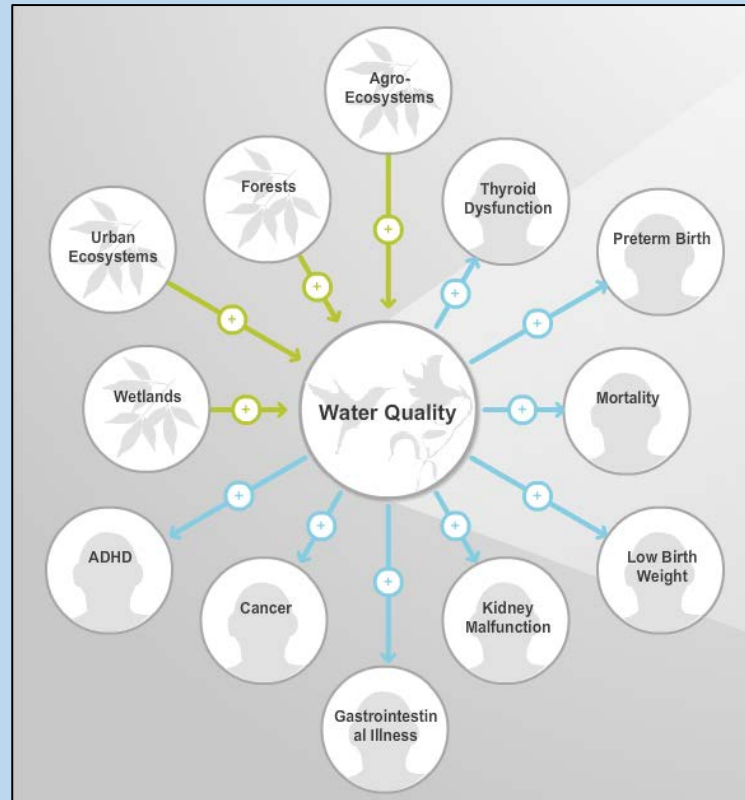 Agro-
Ecosystems
Forests
Thyroid
Dysfunction
Urban
Ecosystems
Preterm Birth
+
+
+
+
+
Wetlands
+
Water Quality
+
Mortality
+
+
+
+
+
ADHD
Cancer
Kidney
Malfunction
Low Birth
Weight
Gastrointestin
al Illness